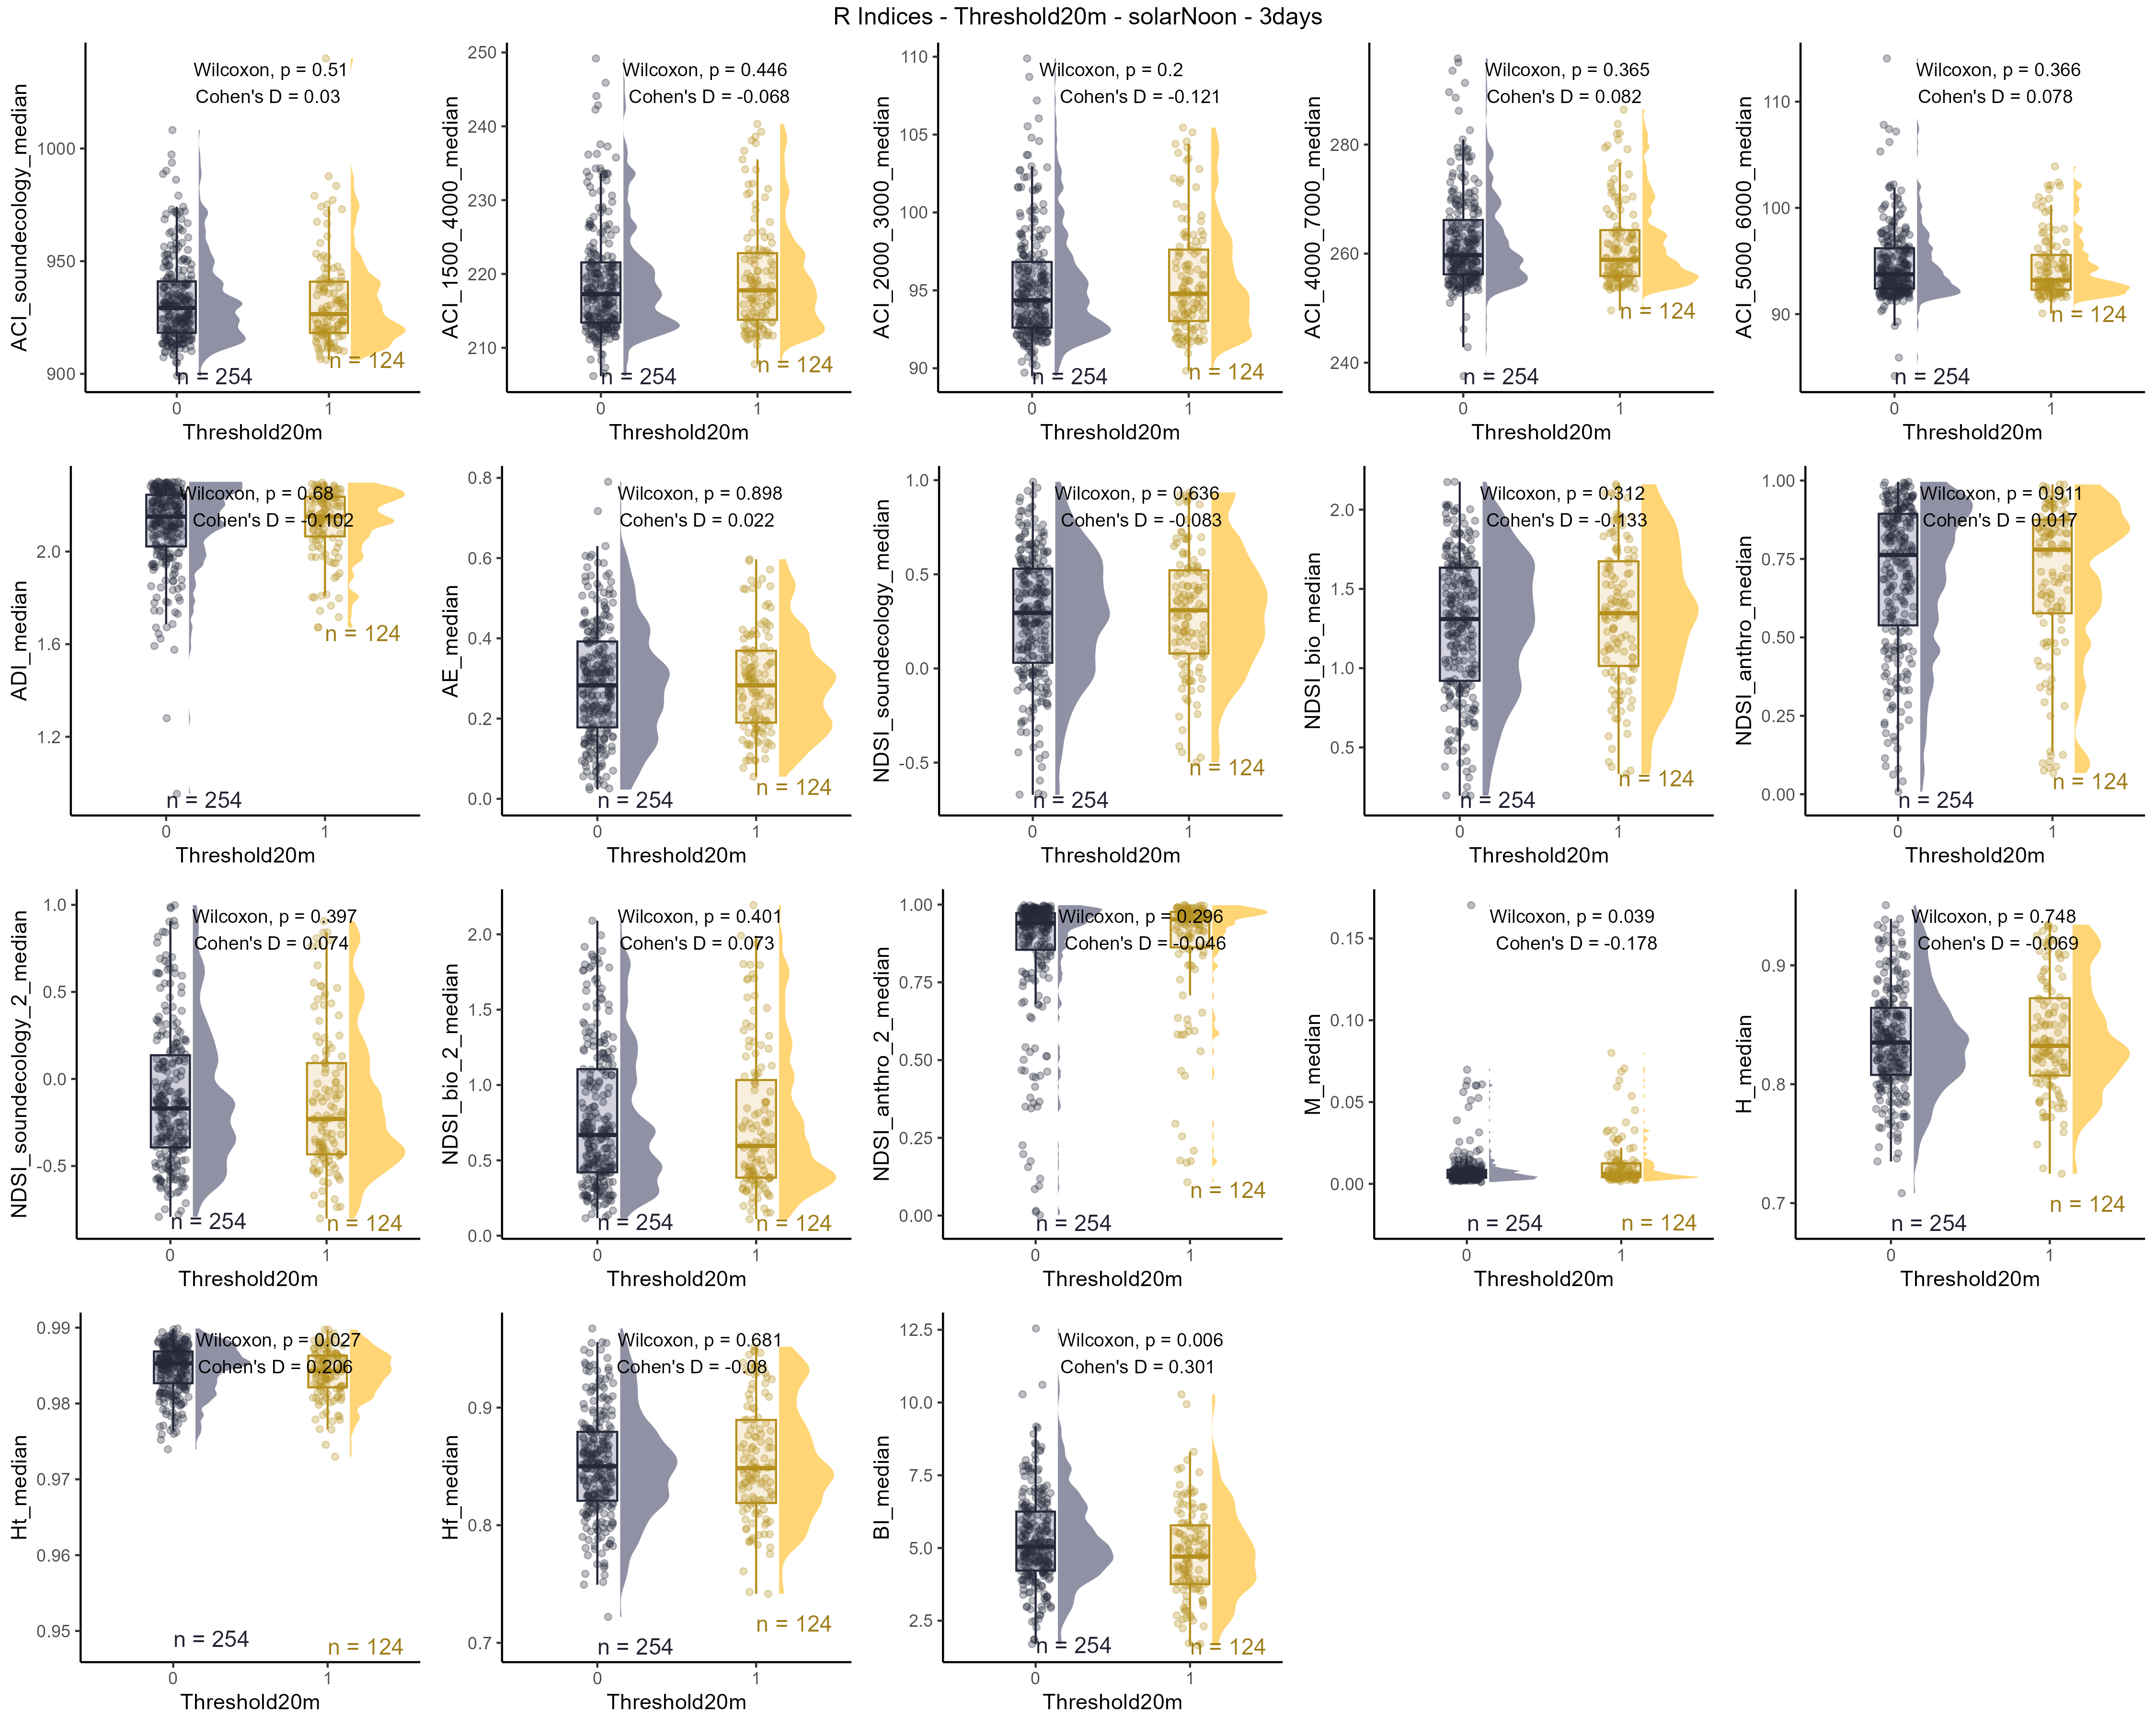 R Indices - Threshold20m - solarNoon - 3days
ACI_soundecology_median
1000
950
900
Wilcoxon, p = 0.51
Cohen's D = 0.03
n = 254
n = 124
0 1
Threshold20m
ACI_1500_4000_median
250
240
230
220
210
Wilcoxon, p = 0.446
Cohen's D = -0.068
n = 254
n = 124
0 1
Threshold20m
ACI_2000_3000_median
110
105
100
95
90
Wilcoxon, p = 0.2
Cohen's D = -0.121
n = 254
n = 124
0 1
Threshold20m
ACI_4000_7000_median
280
260
240
Wilcoxon, p = 0.365
Cohen's D = 0.082
n = 254
n = 124
0 1
Threshold20m
ACI_5000_6000_median
110
100
90
Wilcoxon, p = 0.366
Cohen's D = 0.078
n = 254
n = 124
0 1
Threshold20m
ADI_median
2.0
1.6
1.2
Wilcoxon, p = 0.68
Cohen's D = -0.102
n = 254
n = 124
0 1
Threshold20m
AE_median
0.8
0.6
0.4
0.2
0.0
Wilcoxon, p = 0.898
Cohen's D = 0.022
n = 254
n = 124
0 1
Threshold20m
NDSI_soundecology_median
1.0
0.5
0.0
-0.5
Wilcoxon, p = 0.636
Cohen's D = -0.083
n = 254
n = 124
0 1
Threshold20m
NDSI_bio_median
2.0
1.5
1.0
0.5
Wilcoxon, p = 0.312
Cohen's D = -0.133
n = 254
n = 124
0 1
Threshold20m
NDSI_anthro_median
1.00
0.75
0.50
0.25
0.00
Wilcoxon, p = 0.911
Cohen's D = 0.017
n = 254
n = 124
0 1
Threshold20m
NDSI_soundecology_2_median
1.0
0.5
0.0
-0.5
Wilcoxon, p = 0.397
Cohen's D = 0.074
n = 254
n = 124
0 1
Threshold20m
NDSI_bio_2_median
2.0
1.5
1.0
0.5
0.0
Wilcoxon, p = 0.401
Cohen's D = 0.073
n = 254
n = 124
0 1
Threshold20m
NDSI_anthro_2_median
1.00
0.75
0.50
0.25
0.00
Wilcoxon, p = 0.296
Cohen's D = -0.046
n = 254
n = 124
0 1
Threshold20m
M_median
0.15
0.10
0.05
0.00
Wilcoxon, p = 0.039
Cohen's D = -0.178
n = 254
n = 124
0 1
Threshold20m
H_median
0.9
0.8
0.7
Wilcoxon, p = 0.748
Cohen's D = -0.069
n = 254
n = 124
0 1
Threshold20m
Ht_median
0.99
0.98
0.97
0.96
0.95
Wilcoxon, p = 0.027
Cohen's D = 0.206
n = 254
n = 124
0 1
Threshold20m
Hf_median
0.9
0.8
0.7
Wilcoxon, p = 0.681
Cohen's D = -0.08
n = 254
n = 124
0 1
Threshold20m
BI_median
12.5
10.0
7.5
5.0
2.5
Wilcoxon, p = 0.006
Cohen's D = 0.301
n = 254
n = 124
0 1
Threshold20m